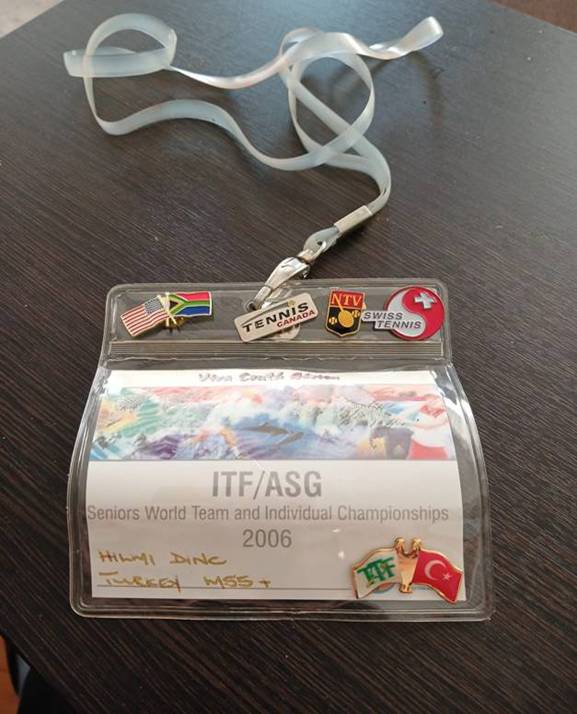 TENNIS
CANADA
NTV
SWISS
TENNIS
Viva South Africa
ITF/ASG
Seniors World Team and Individual Championships
2006
HILMI DINC
TURKEY M55+
TTF